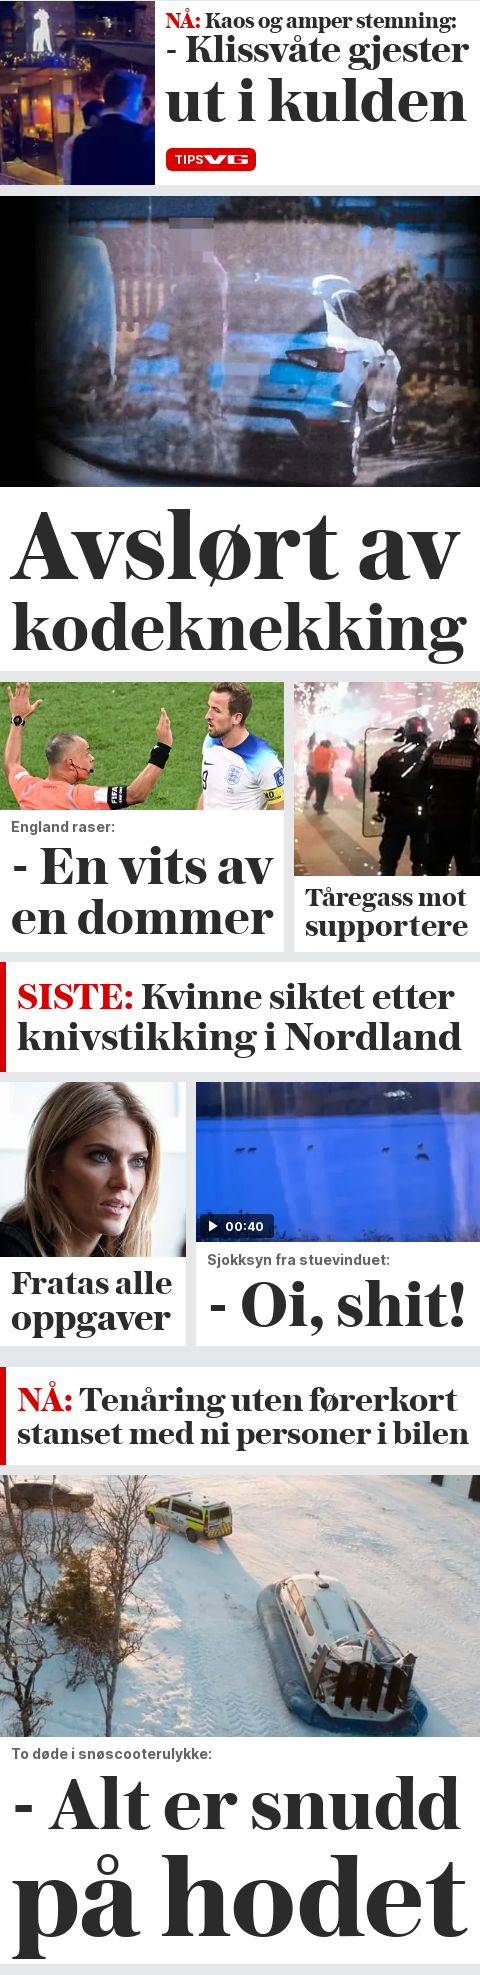 NÅ: Kaos og amper stemning:
- Klissvåte gjester
ut i kulden
TIPS VG
Avslørt av
kodeknekking
FIFA
England raser:
- En vits av
en dommer
GENDARMERIE
Tåregass mot
supportere
SISTE: Kvinne siktet etter
knivstikking i Nordland
00:40
Fratas alle
oppgaver
Sjokksyn fra stuevinduet:
- Oi, shit!
NÅ: Tenåring uten førerkort
stanset med ni personer i bilen
To døde i snøscooterulykke:
- Alt er snudd
på hodet